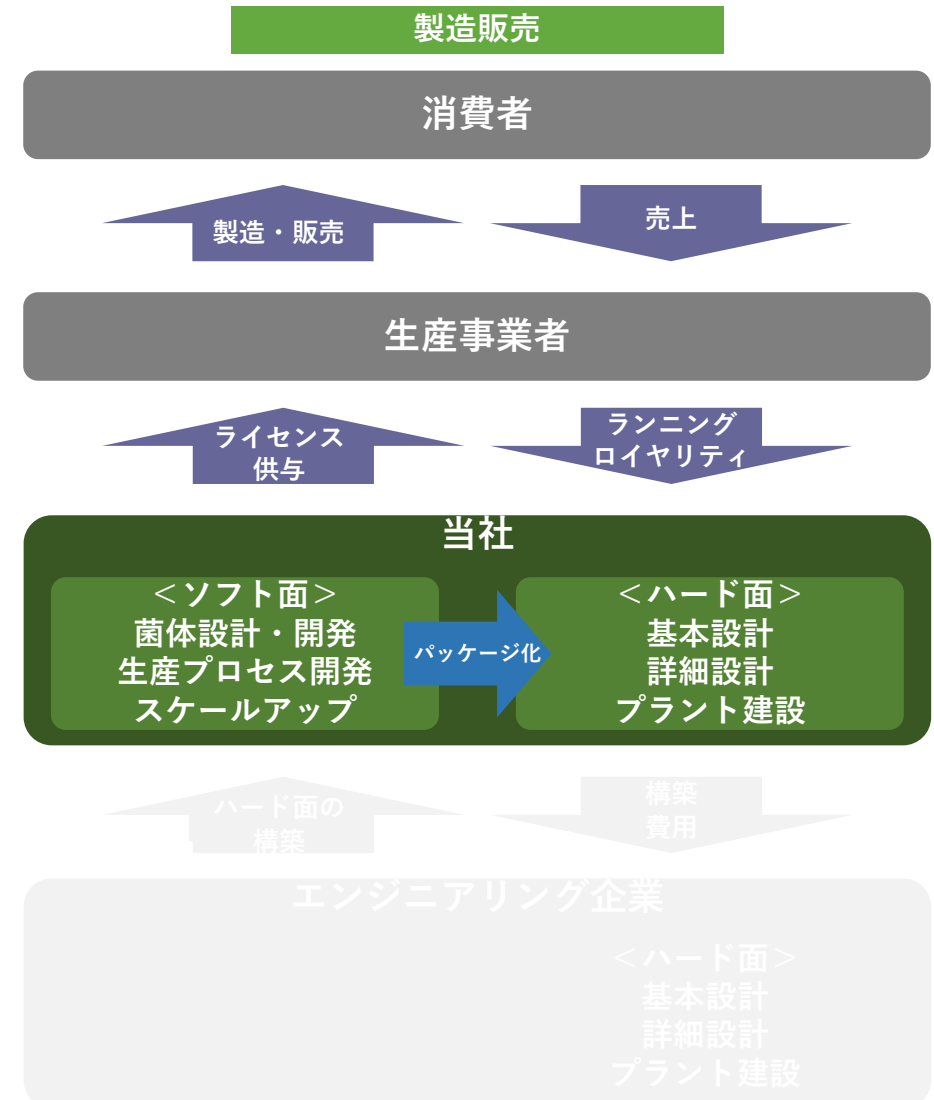 製造販売
消費者
製造・販売
売上
生産事業者
ライセンス
供与
ランニング
ロイヤリティ
当社
＜ソフト面＞
菌体設計・開発
生産プロセス開発
スケールアップ
パッケージ化
＜ハード面＞
基本設計
詳細設計
プラント建設
ハード面の
構築
構築
費用
エンジニアリング企業
＜ハード面＞
基本設計
詳細設計
プラント建設